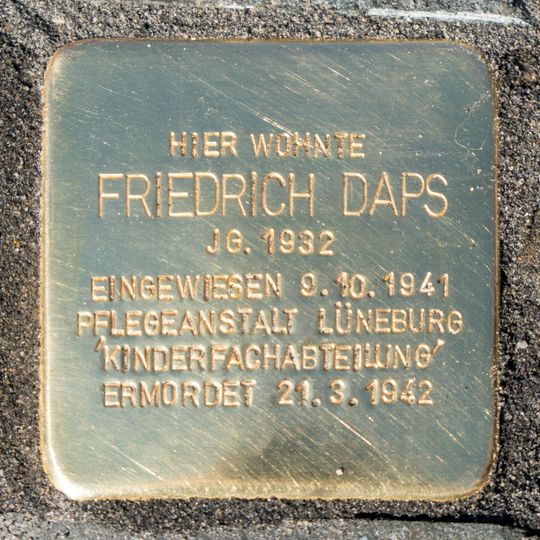 HIER WOHNTE
FRIEDRICH DAPS
JG. 1932
EINGEWIESEN 9.10.1941
PFLEGEANSTALT LÜNEBURG
'KINDERFACHABTEILUNG'
ERMORDET 21.3.1942